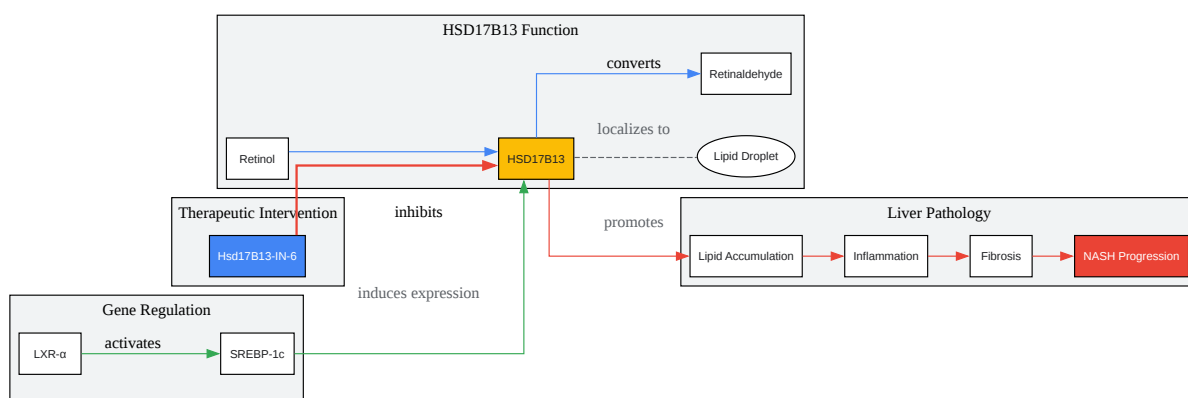 HSD17B13 Function
converts
Retinaldehyde
localizes to
Retinol
HSD17B13
Lipid Droplet
Therapeutic Intervention
inhibits
promotes
Liver Pathology
Hsd17B13-IN-6
Lipid Accumulation
Inflammation
Fibrosis
NASH Progression
induces expression
Gene Regulation
LXR-α
activates
SREBP-1c